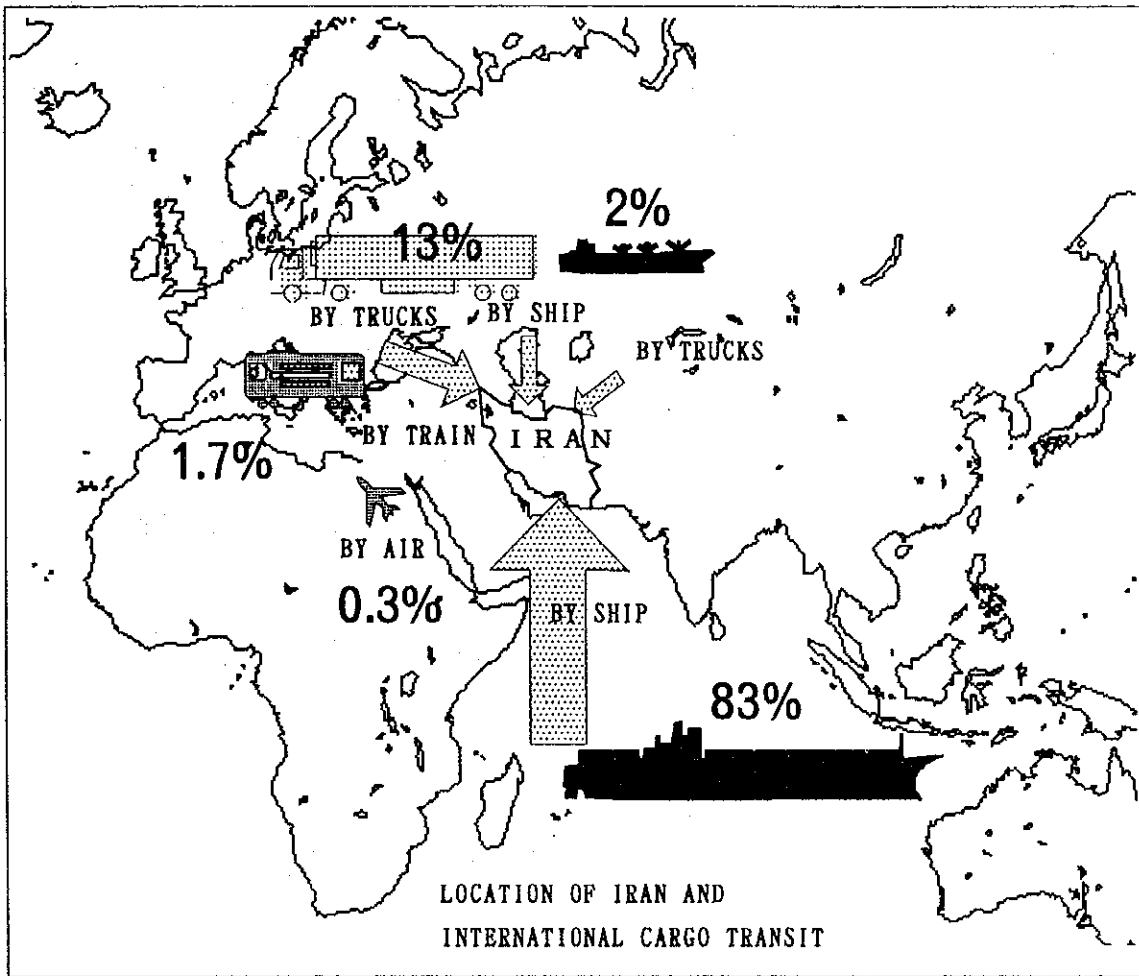 2%
13%
BY TRUCKS
BY SHIP
BY TRUCKS
BY TRAIN
IRAN
1.7%
BY AIR
0.3%
BY SHIP
83%
LOCATION OF IRAN AND
INTERNATIONAL CARGO TRANSIT